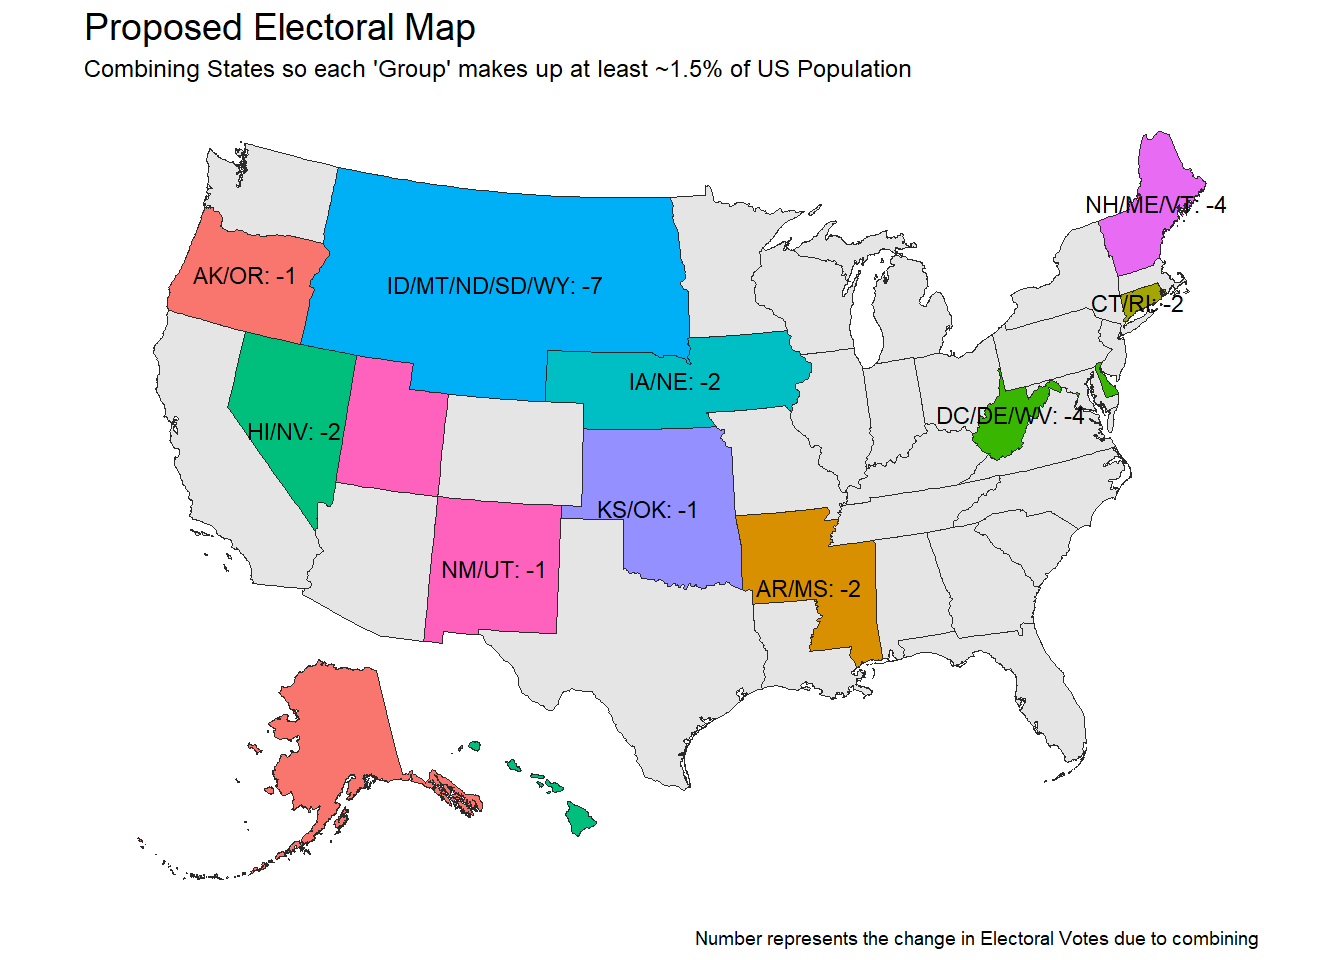 Proposed Electoral Map
Combining States so each 'Group' makes up at least ~1.5% of US Population
NH/ME/VT: -4
AK/OR: -1
ID/MT/ND/SD/WY: -7
CT/RI: -2
IA/NE: -2
DC/DE/WV: -4
HI/NV: -2
KS/OK: -1
NM/UT: -1
AR/MS: -2
Number represents the change in Electoral Votes due to combining